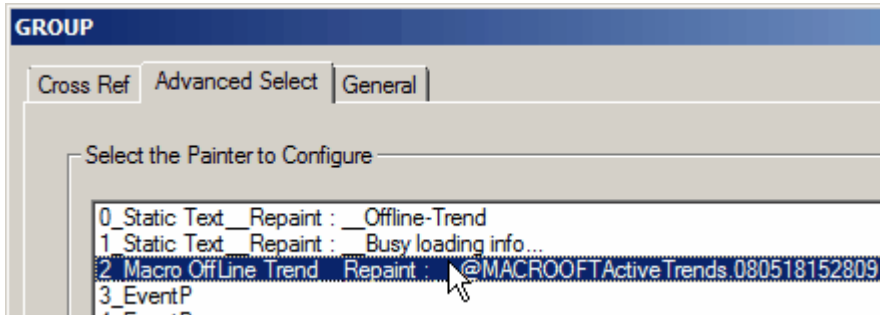 GROUP
Cross Ref Advanced Select General
Select the Painter to Configure
0_Static Text__Repaint : __Offline-Trend
1_Static Text__Repaint : __Busy loading info...
2_Macro OffLine Trend__Repaint : __@MACROOFTActiveTrends.080518152809
3_EventP